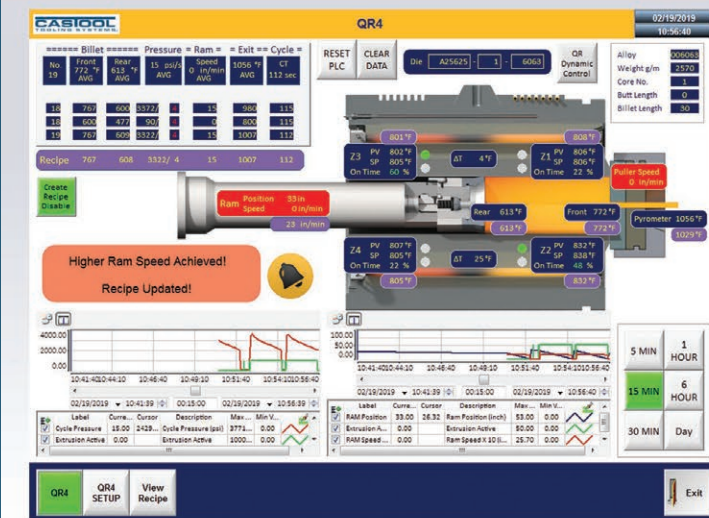 CASTOOL
TOOLING SYSTEMS
QR4
02/19/2019
10:56:40
====== Billet ====== Pressure = Ram = = Exit == Cycle =
No. 19 Front 772 °F AVG Rear 613 °F AVG 15 psi/s AVG Speed 0 in/min AVG 1056 °F AVG CT 112 sec
18 767 600 3372/ 4 15 980 115
18 600 477 90/ 4 0 800 115
19 767 609 3322/ 4 15 1007 112
Recipe 767 608 3322/ 4 15 1007 112
RESET PLC
CLEAR DATA
Die A25625 - 1 - 6063
QR Dynamic Control
Alloy 006063
Weight g/m 2570
Core No. 1
Butt Length 0
Billet Length 30
Create Recipe Disable
801°F
808°F
Z3 PV 802°F
SP 805°F
On Time 60 %
ΔT 4°F
Z1 PV 806°F
SP 806°F
On Time 22 %
Puller Speed
0 in/min
Ram Position 33in
Speed 0in/min
23 in/min
Rear 613°F
613°F
Front 772°F
772°F
Pyrometer 1056°F
1029°F
Z4 PV 807°F
SP 805°F
On Time 22 %
ΔT 25°F
Z2 PV 832°F
SP 838°F
On Time 48 %
805°F
832°F
Higher Ram Speed Achieved!
Recipe Updated!
4000.00
2000.00
0.00
10:41:40 10:44:10 10:46:40 10:49:10 10:51:40 10:54:10 10:56:39
02/19/2019 10:41:39 00:15:00 02/19/2019 10:56:39
Label Curre... Cursor Description Max... Min V...
Cycle Pressure 15.00 2429... Cycle Pressure (psi) 3771... 0.00
Extrusion Active 0.00 Extrusion Active 1000... 0.00
100.00
50.00
0.00
10:41:40 10:44:10 10:46:40 10:49:10 10:51:40 10:54:10 10:56:40
02/19/2019 10:41:39 00:15:00 02/19/2019 10:56:40
Label Curre... Cursor Description Max... Min V...
RAM Position 33.00 26.32 Ram Position (inch) 53.00 0.00
Extrusion A... 0.00 Extrusion Active 50.00 0.00
RAM Speed ... 0.00 Ram Speed X 10 (i... 25.70 0.00
5 MIN
1 HOUR
15 MIN
6 HOUR
30 MIN
Day
QR4
QR4 SETUP
View Recipe
Exit